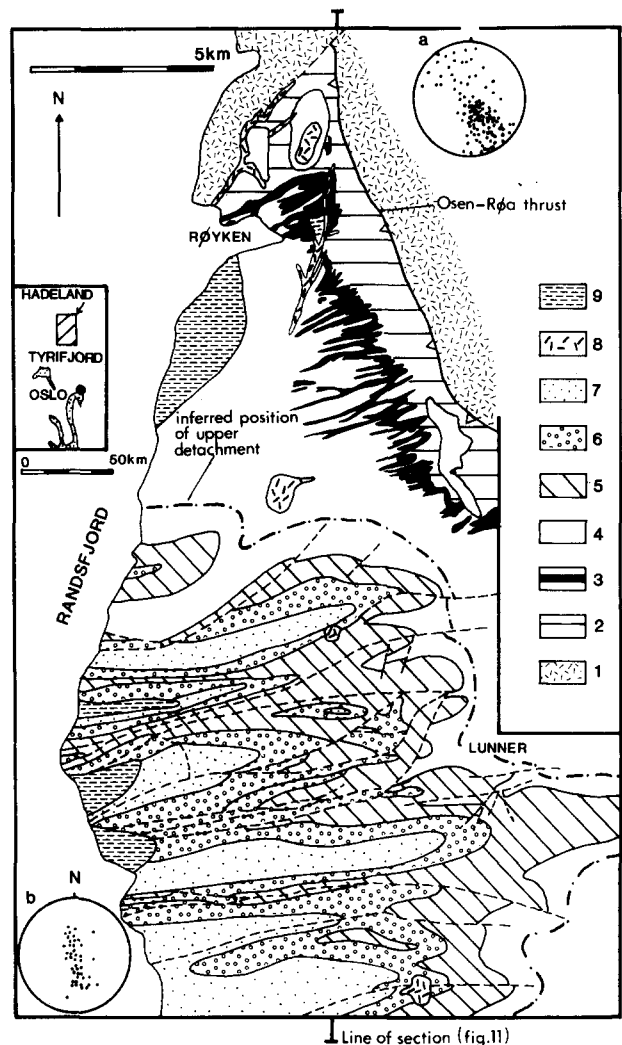 a
5km
N
Osen-Røa thrust
RØYKEN
HADELAND
TYRIFJORD
OSLO
0 50km
9
8
7
6
5
4
3
2
1
inferred position
of upper
detachment
RANDSFJORD
LUNNER
b
N
Line of section (fig.11)